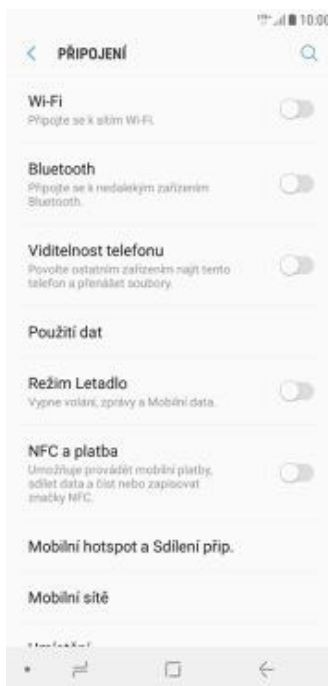 10:00
PŘIPOJENÍ
Wi-Fi
Připojte se k sítím Wi-Fi.
Bluetooth
Připojte se k nedalekým zařízením
Bluetooth.
Viditelnost telefonu
Povolte ostatním zařízením najít tento
telefon a přenášet soubory.
Použití dat
Režim Letadlo
Vypne volání, zprávy a Mobilní data.
NFC a platba
Umožňuje provádět mobilní platby,
sdílet data a číst nebo zapisovat
značky NFC.
Mobilní hotspot a Sdílení přip.
Mobilní sítě